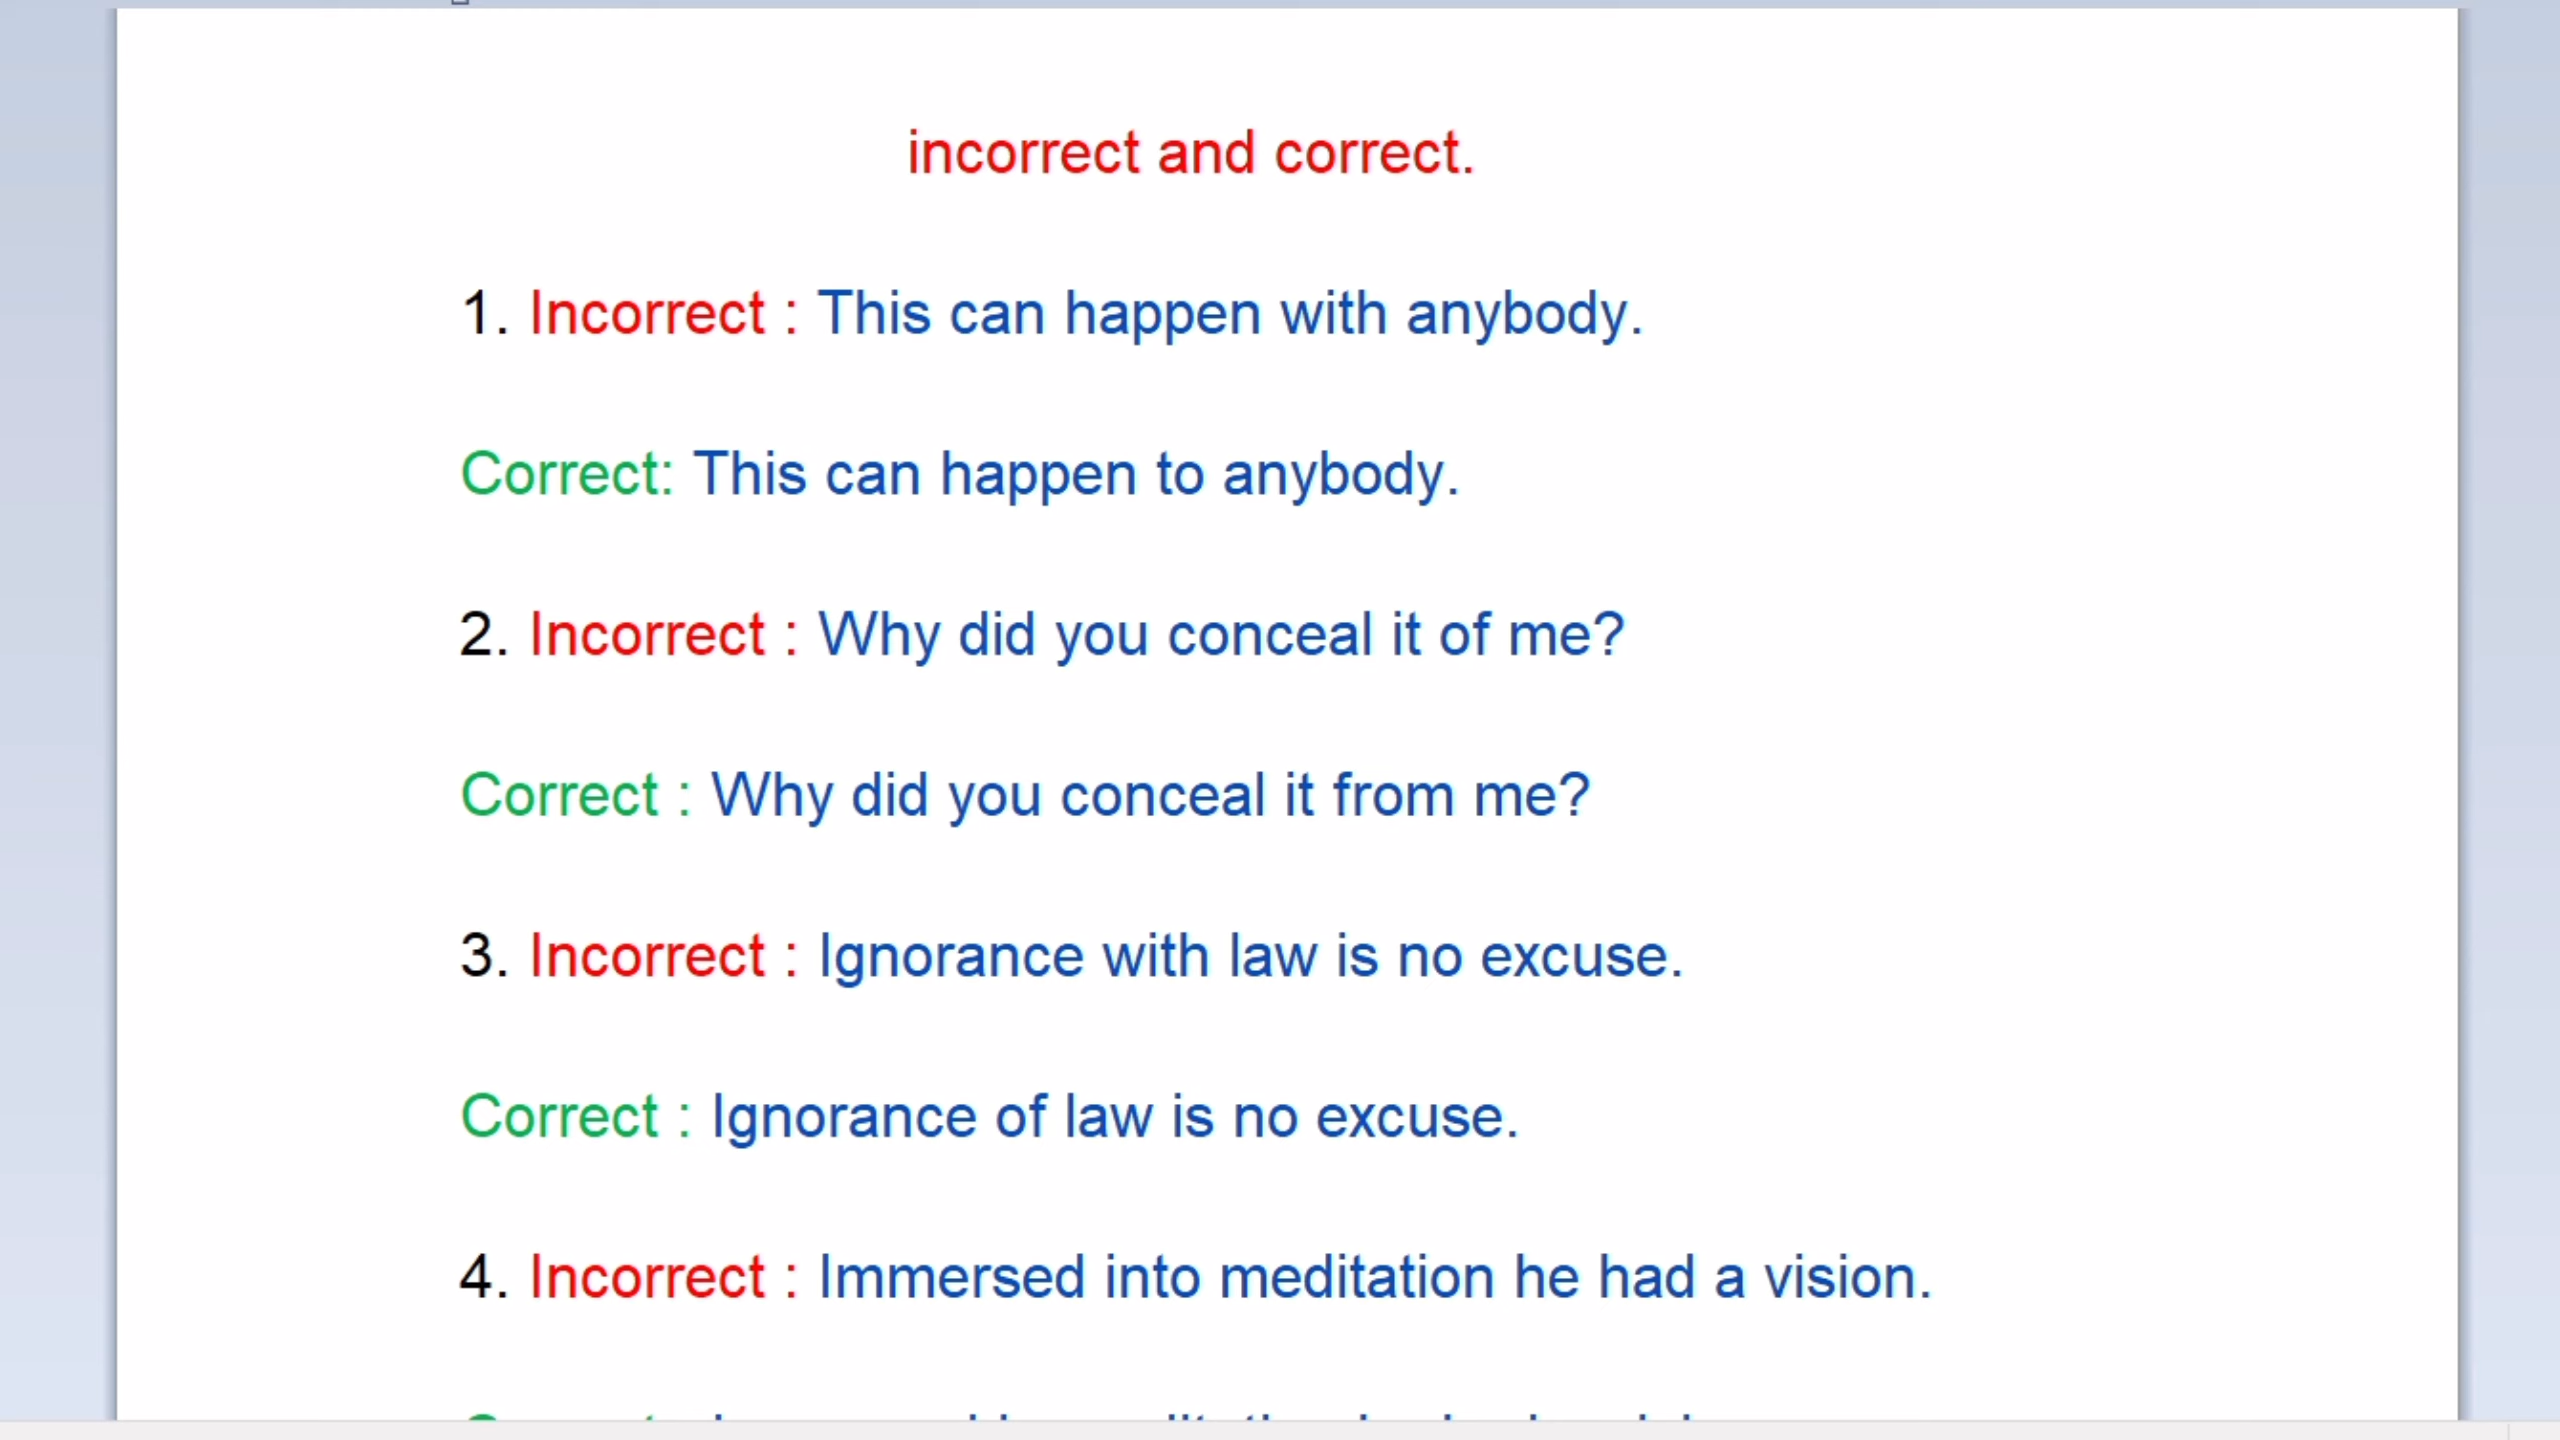 incorrect and correct.
1. Incorrect : This can happen with anybody.
Correct: This can happen to anybody.
2. Incorrect : Why did you conceal it of me?
Correct : Why did you conceal it from me?
3. Incorrect : Ignorance with law is no excuse.
Correct : Ignorance of law is no excuse.
4. Incorrect : Immersed into meditation he had a vision.